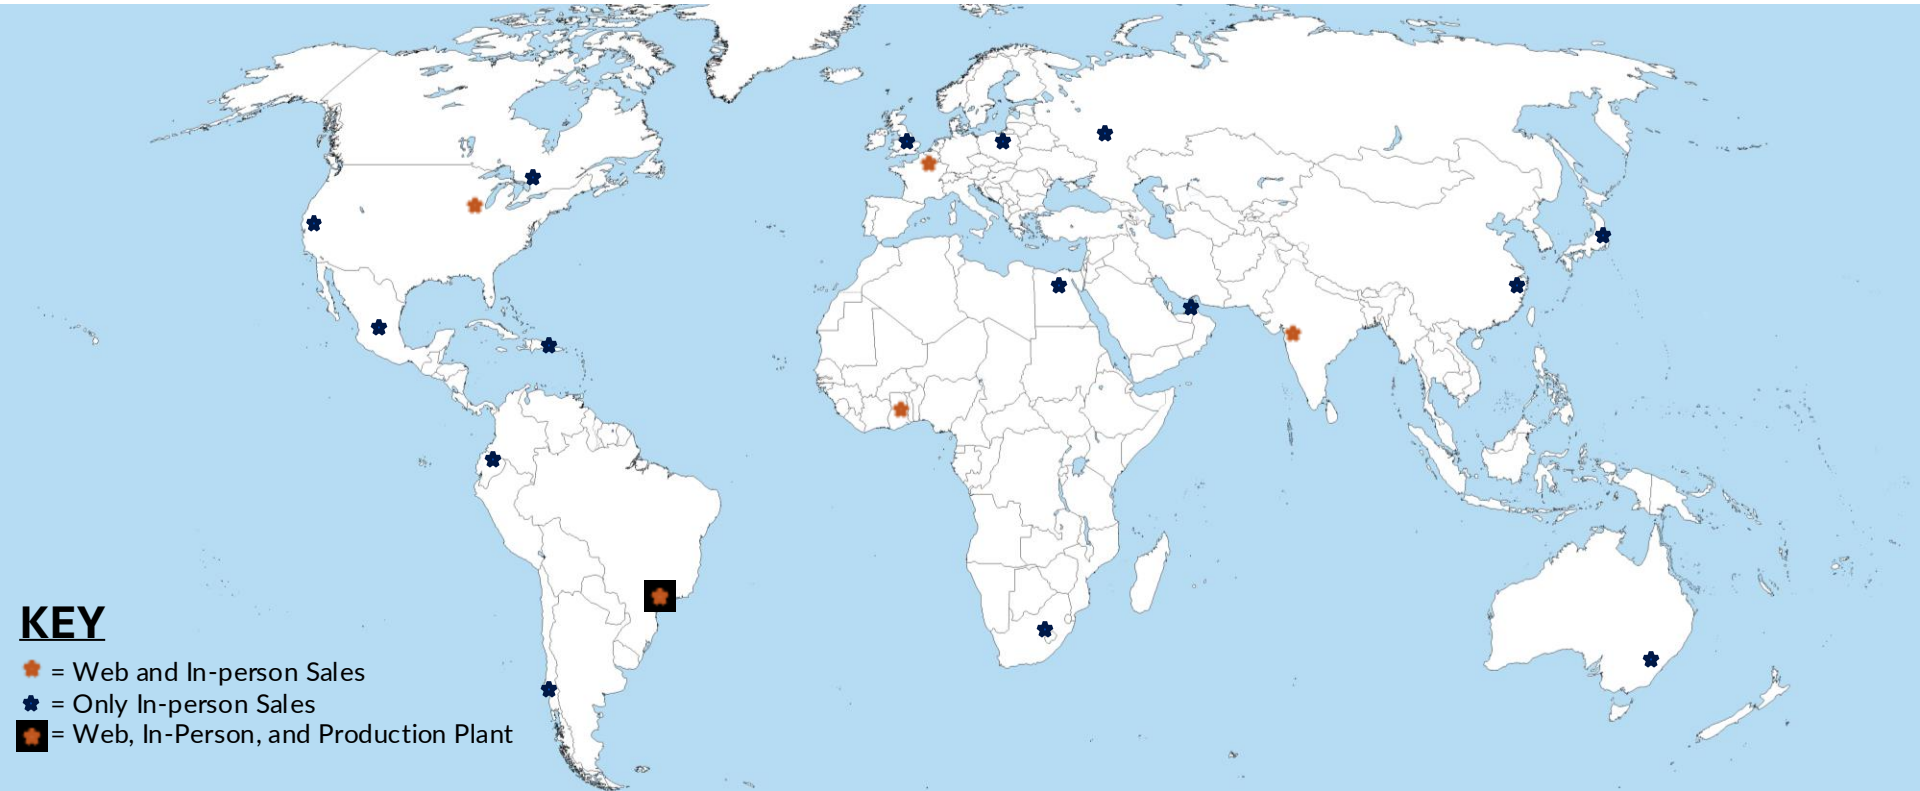 KEY
= Web and In-person Sales
= Only In-person Sales
= Web, In-Person, and Production Plant